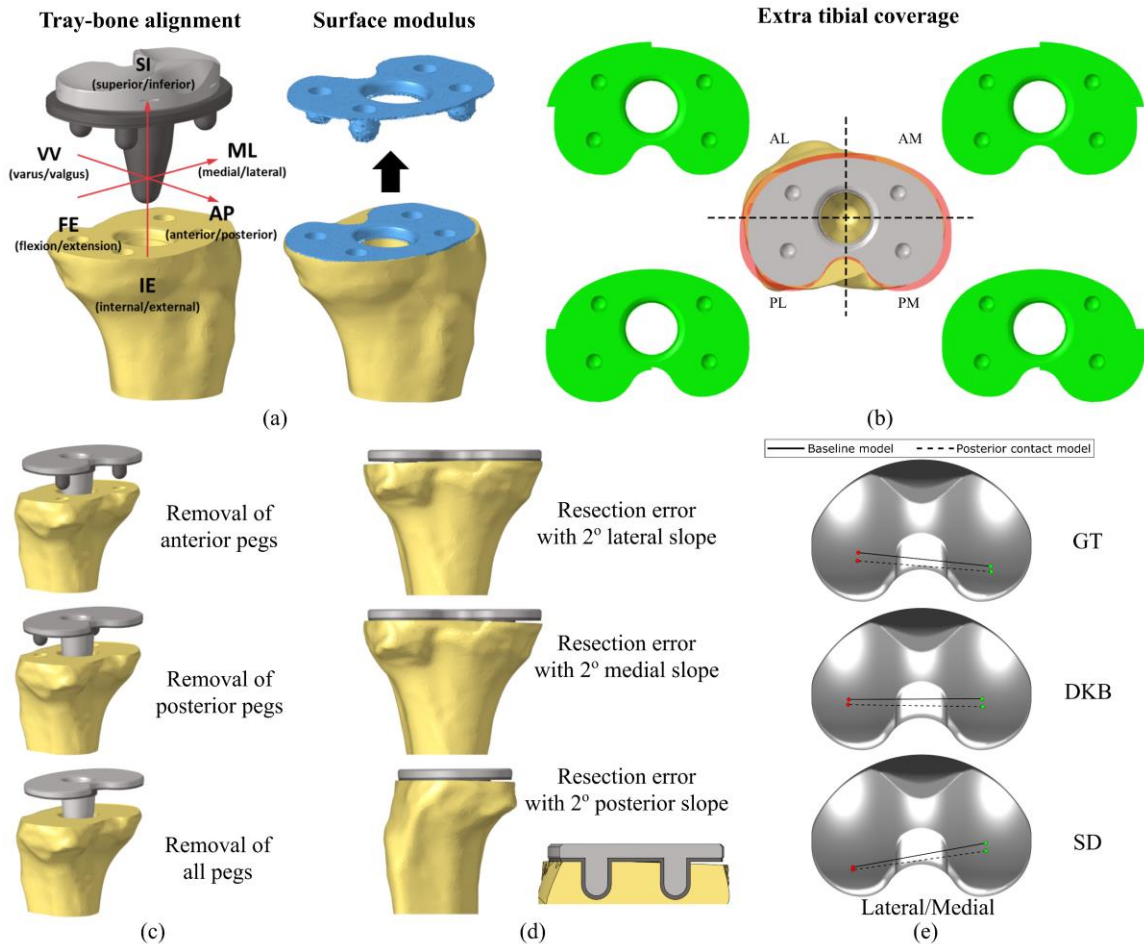 Tray-bone alignment
Surface modulus
Extra tibial coverage
SI
(superior/inferior)
VV
(varus/valgus)
ML
(medial/lateral)
FE
(flexion/extension)
AP
(anterior/posterior)
IE
(internal/external)
(a)
AL
AM
PL
PM
(b)
Removal of
anterior pegs
Removal of
posterior pegs
Removal of
all pegs
(c)
Resection error
with 2º lateral slope
Resection error
with 2º medial slope
Resection error
with 2º posterior slope
(d)
Baseline model
Posterior contact model
GT
DKB
SD
Lateral/Medial
(e)